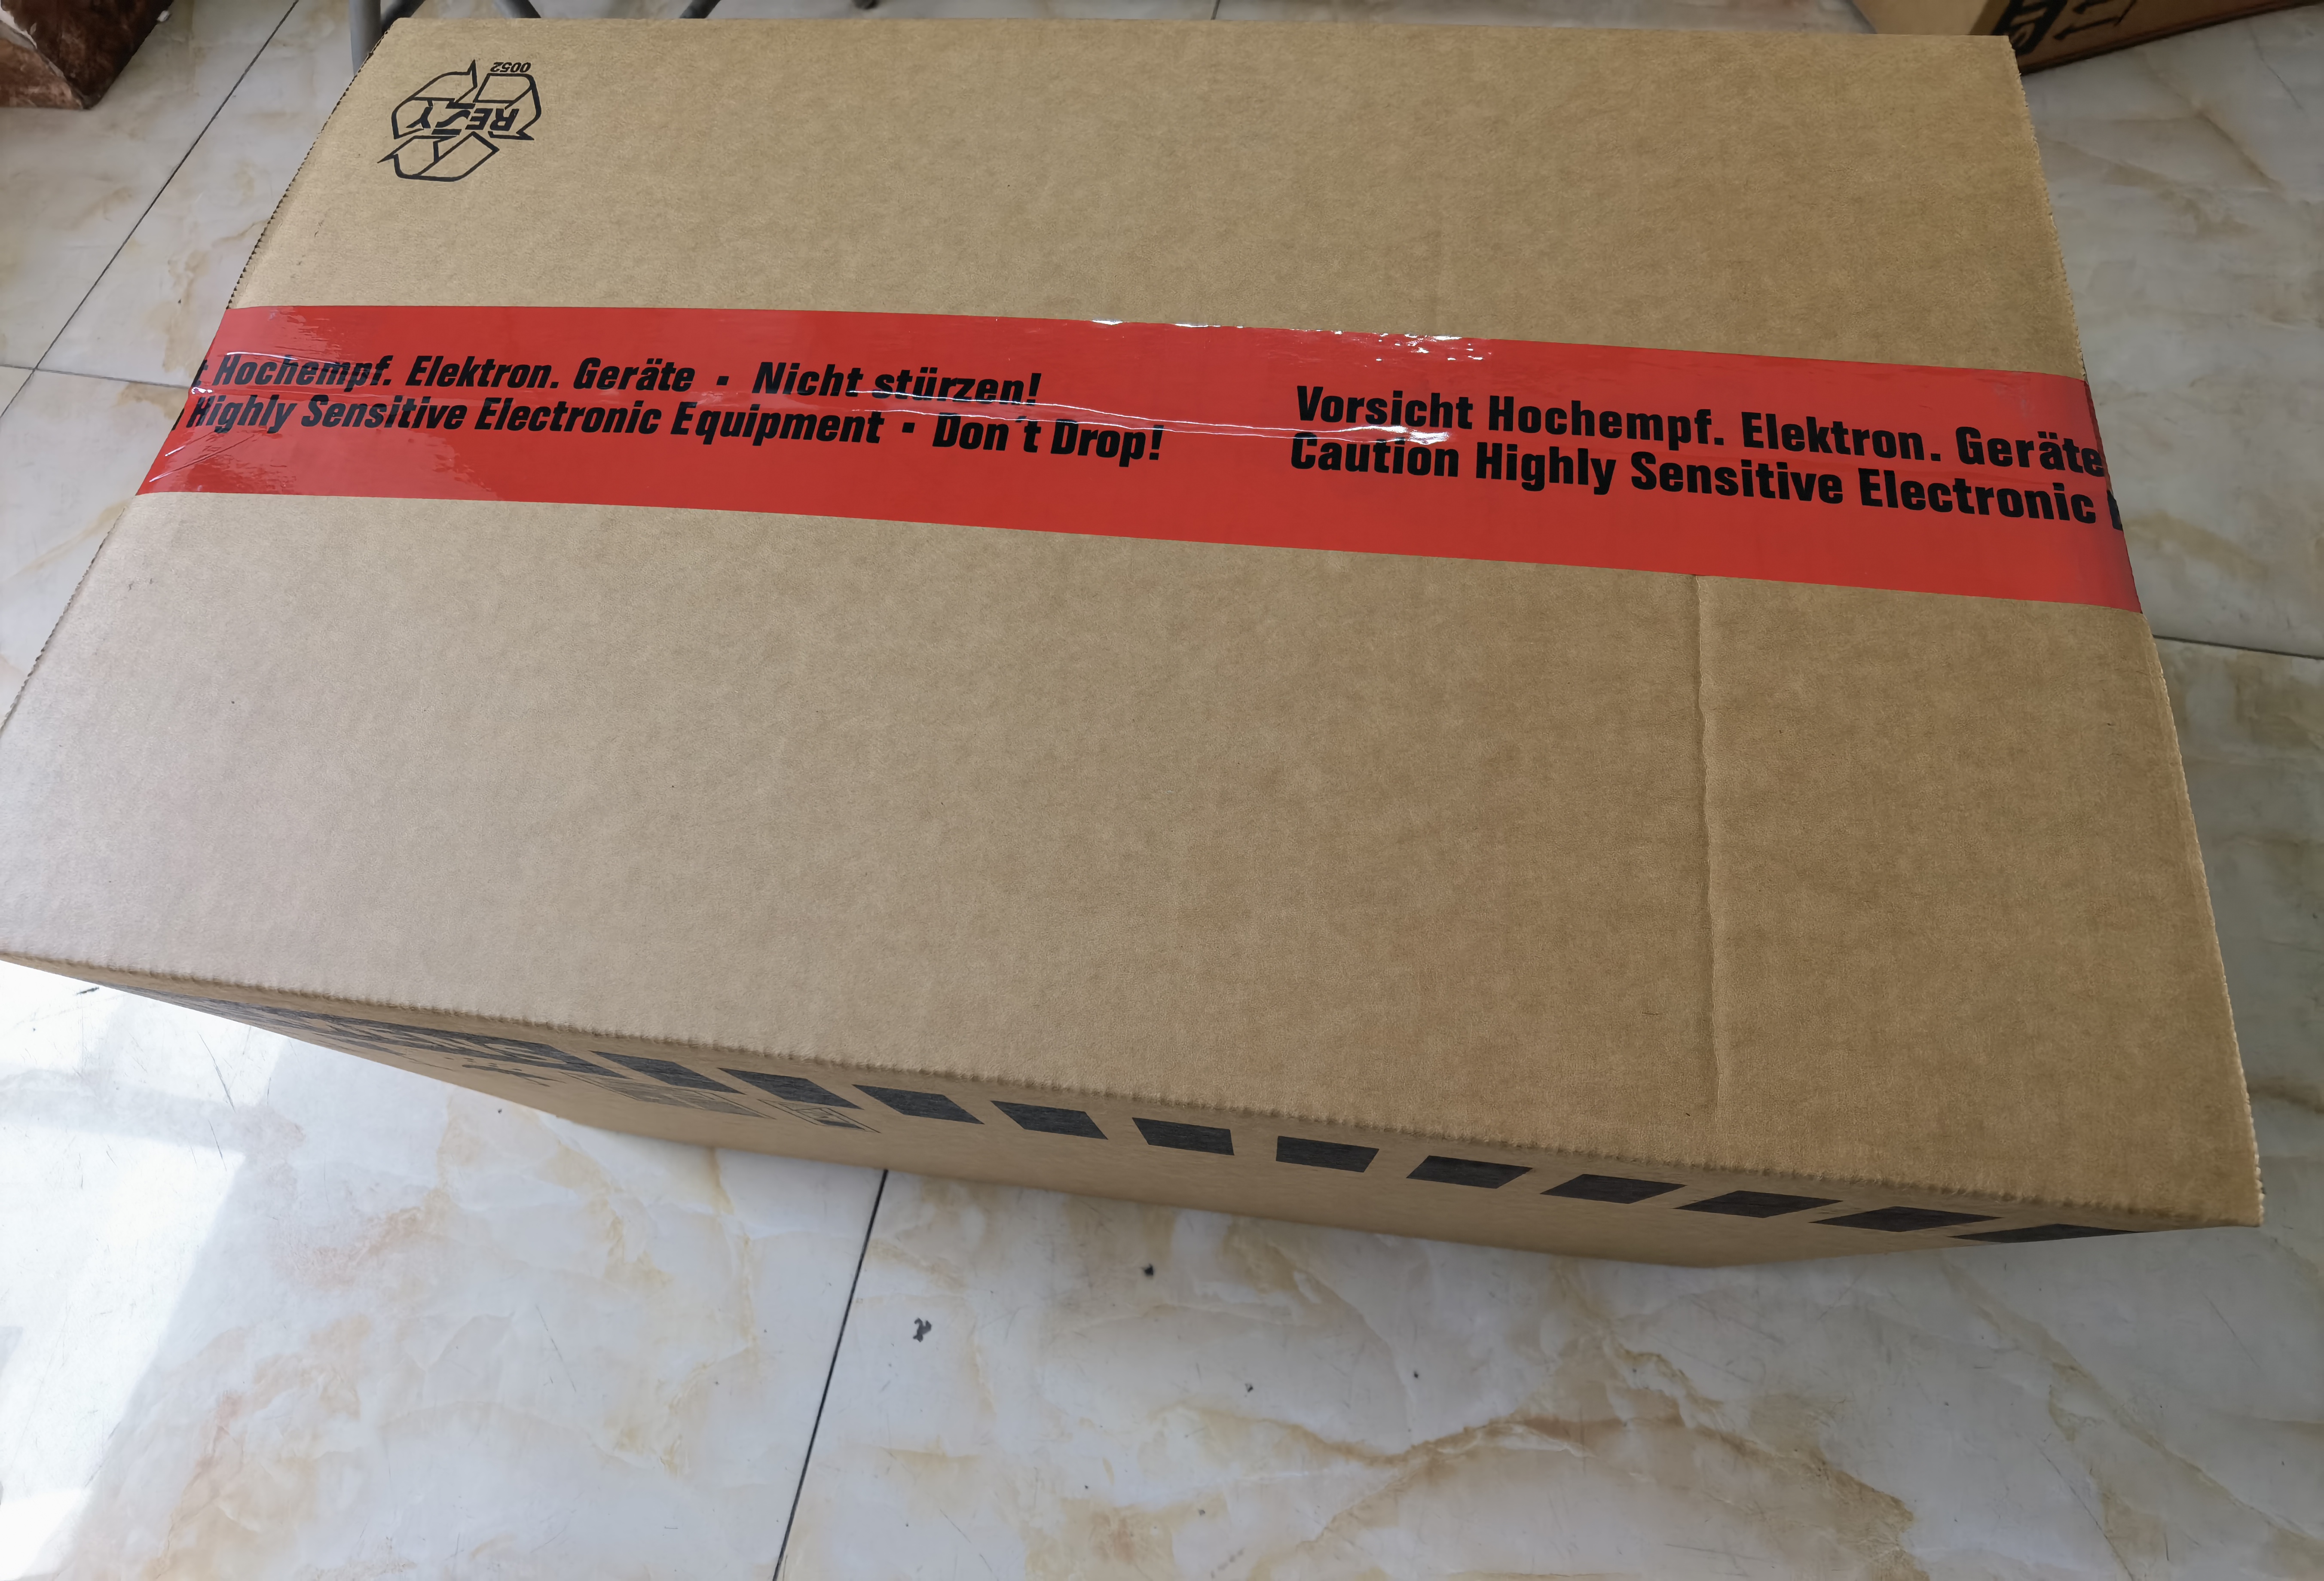 0052
RESY
Hochempf. Elektron. Geräte ▪ Nicht stürzen!
Highly Sensitive Electronic Equipment ▪ Don't Drop!
Vorsicht Hochempf. Elektron. Geräte
Caution Highly Sensitive Electronic